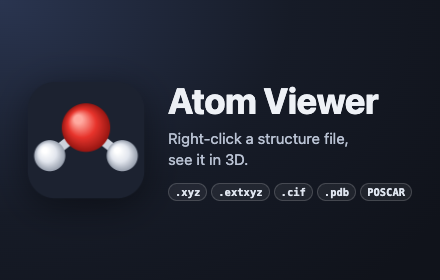 Atom Viewer
Right-click a structure file,
see it in 3D.
.xyz .extxyz .cif .pdb POSCAR